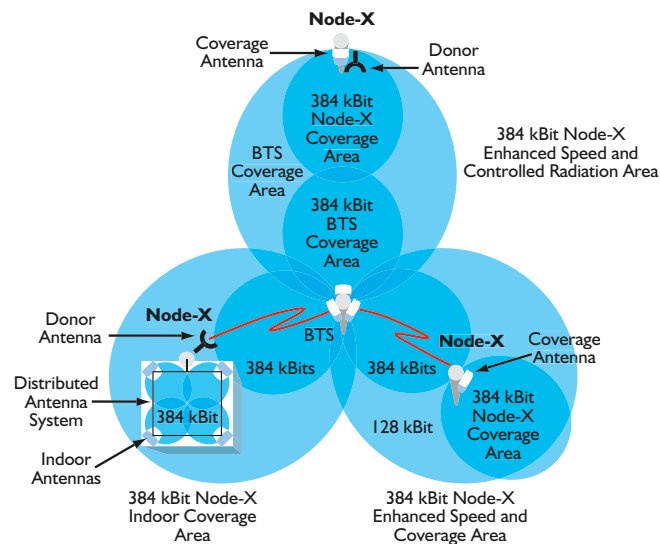 Node-X
Coverage
Antenna
Donor
Antenna
384 kBit
Node-X
Coverage
Area
384 kBit Node-X
Enhanced Speed and
Controlled Radiation Area
BTS
Coverage
Area
384 kBit
BTS
Coverage
Area
Donor
Antenna
Node-X
BTS
Node-X
Coverage
Antenna
384 kBits
384 kBits
Distributed
Antenna
System
384 kBit
384 kBit
Node-X
Coverage
Area
128 kBit
Indoor
Antennas
384 kBit Node-X
Indoor Coverage
Area
384 kBit Node-X
Enhanced Speed and
Coverage Area